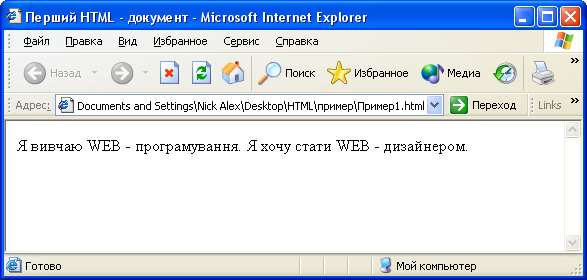 Перший HTML - документ - Microsoft Internet Explorer
Файл Правка Вид Избранное Сервис Справка
Назад Поиск Избранное Медиа
Адрес: Documents and Settings\Nick Alex\Desktop\HTML\пример\Пример1.html Переход Links
Я вивчаю WEB - програмування. Я хочу стати WEB - дизайнером.
Готово Мой компьютер